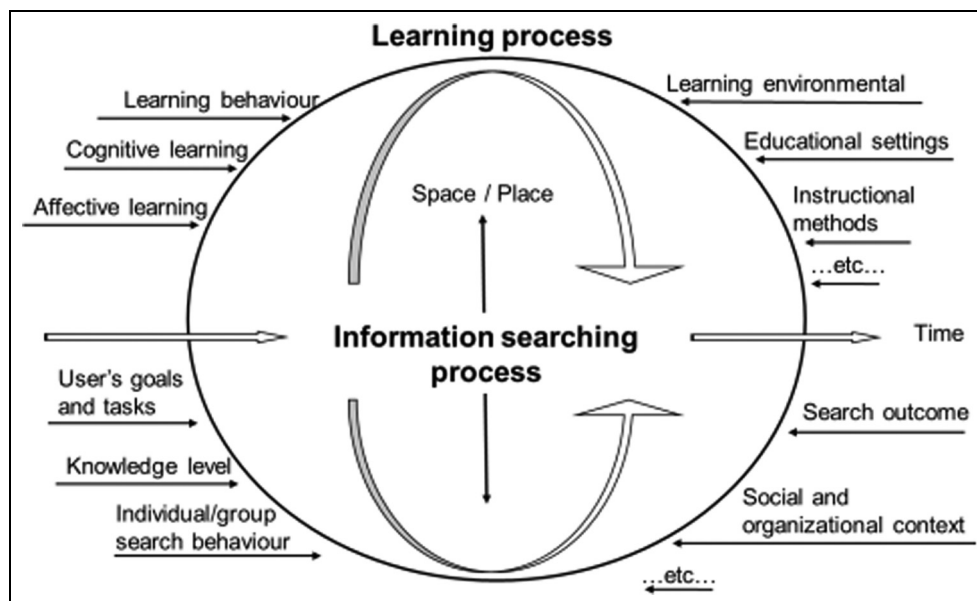 Learning process
Learning behaviour
Cognitive learning
Affective learning
Learning environmental
Educational settings
Instructional
methods
...etc...
Space / Place
Information searching
process
Time
User's goals
and tasks
Knowledge level
Individual/group
search behaviour
Search outcome
Social and
organizational context
...etc...